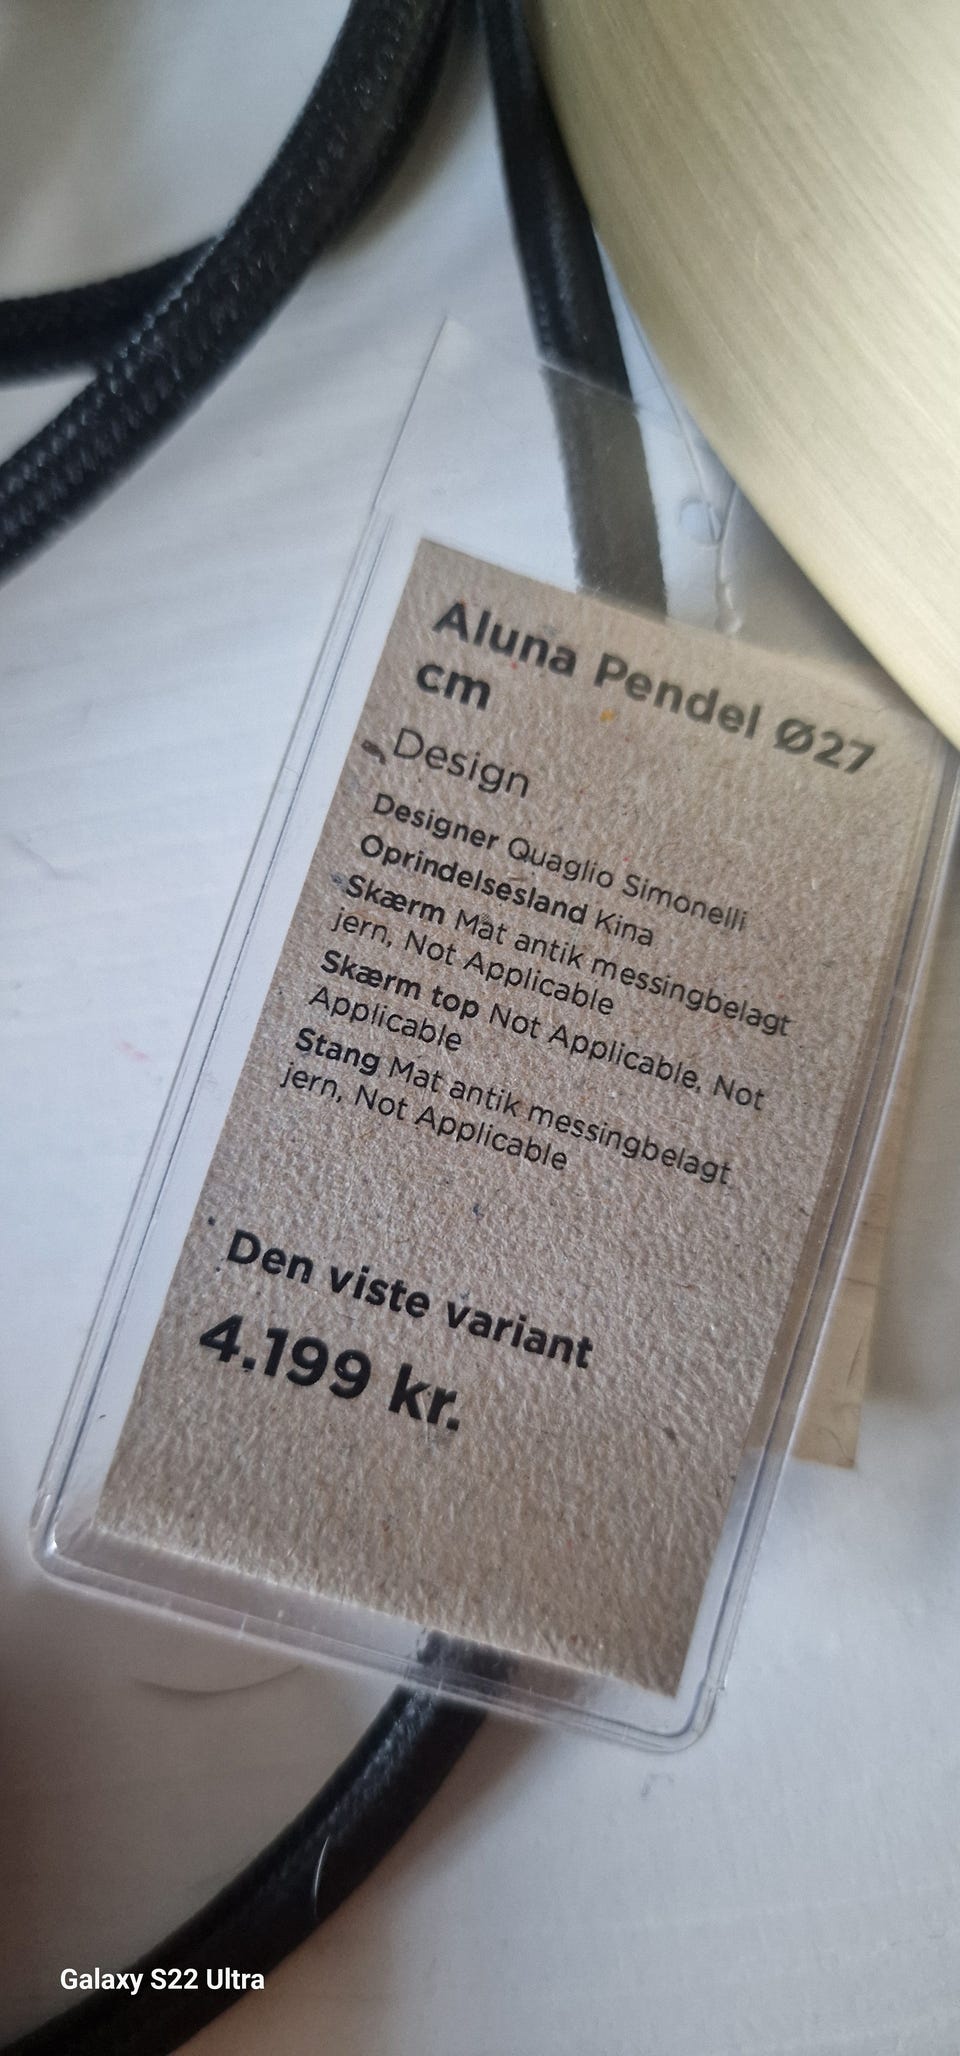 Aluna Pendel Ø27
cm
Design
Designer Quaglio Simonelli
Oprindelsesland Kina
Skærm Mat antik messingbelagt
jern, Not Applicable
Skærm top Not Applicable, Not
Applicable
Stang Mat antik messingbelagt
jern, Not Applicable
Den viste variant
4.199 kr.
Galaxy S22 Ultra